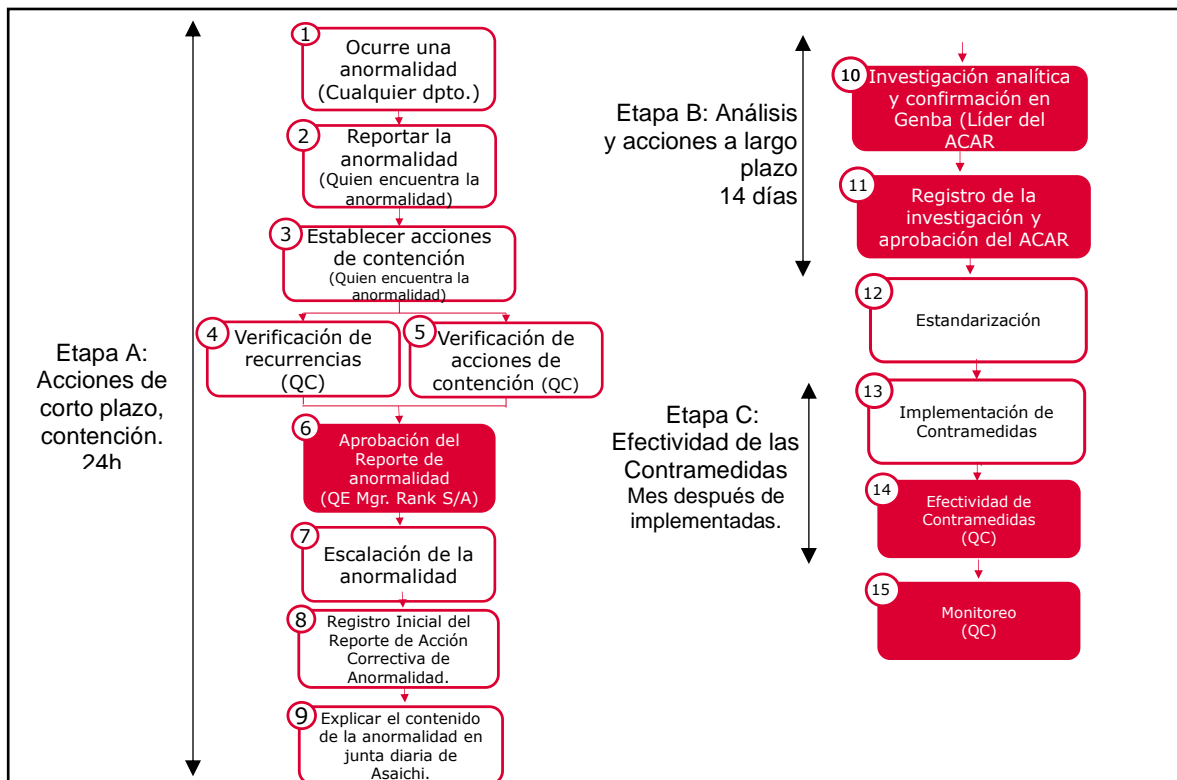 Etapa A:
Acciones de
corto plazo,
contención.
24h
1
Ocurre una
anormalidad
(Cualquier dpto.)
2
Reportar la
anormalidad
(Quien encuentra la
anormalidad)
3
Establecer acciones
de contención
(Quien encuentra la
anormalidad)
4
Verificación de
recurrencias
(QC)
5
Verificación de
acciones de
contención (QC)
6
Aprobación del
Reporte de
anormalidad
(QE Mgr. Rank S/A)
7
Escalación de la
anormalidad
8
Registro Inicial del
Reporte de Acción
Correctiva de
Anormalidad.
9
Explicar el contenido
de la anormalidad en
junta diaria de
Asaichi.
Etapa B: Análisis
y acciones a largo
plazo
14 días
10
Investigación analítica
y confirmación en
Genba (Líder del
ACAR
11
Registro de la
investigación y
aprobación del ACAR
12
Estandarización
Etapa C:
Efectividad de las
Contramedidas
Mes después de
implementadas.
13
Implementación de
Contramedidas
14
Efectividad de
Contramedidas
(QC)
15
Monitoreo
(QC)